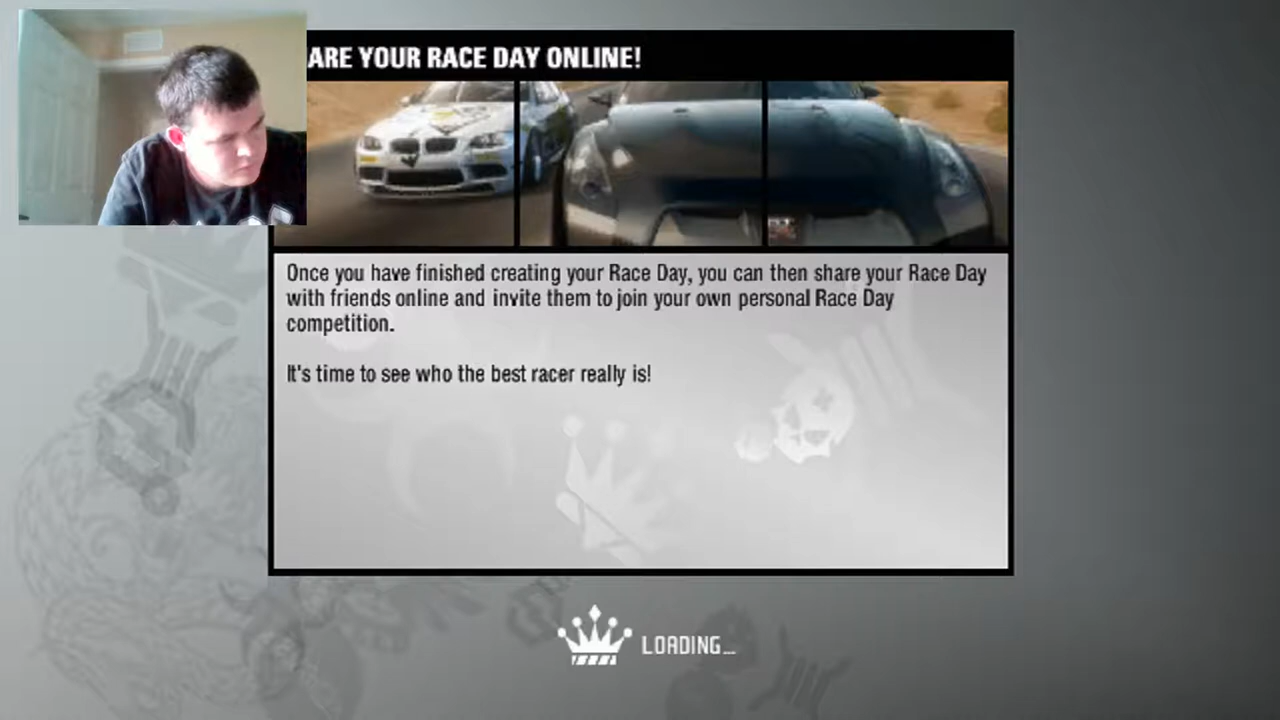 ARE YOUR RACE DAY ONLINE!
Once you have finished creating your Race Day, you can then share your Race Day
with friends online and invite them to join your own personal Race Day
competition.
It's time to see who the best racer really is!
LOADING...